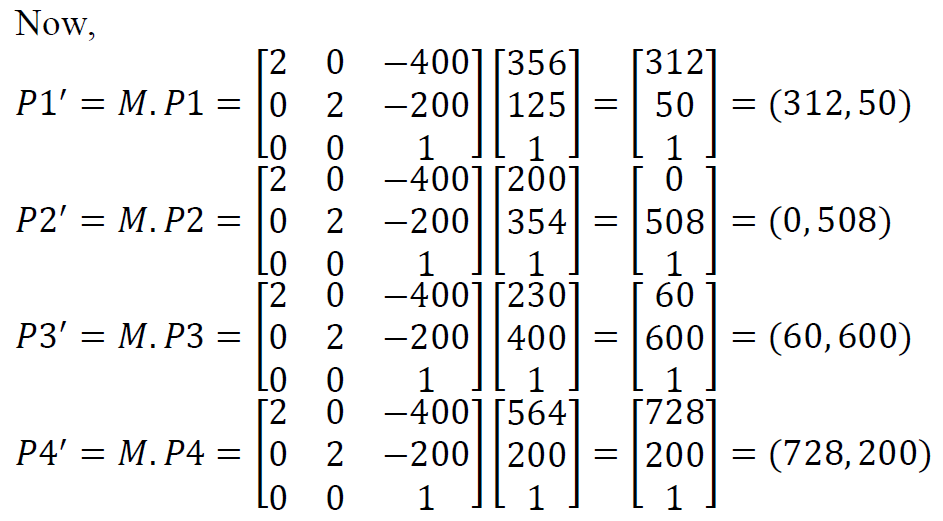 Now,
P1′ = M. P1 = [2 0 −400; 0 2 −200; 0 0 1] [356; 125; 1] = [312; 50; 1] = (312, 50)
P2′ = M. P2 = [2 0 −400; 0 2 −200; 0 0 1] [200; 354; 1] = [0; 508; 1] = (0, 508)
P3′ = M. P3 = [2 0 −400; 0 2 −200; 0 0 1] [230; 400; 1] = [60; 600; 1] = (60, 600)
P4′ = M. P4 = [2 0 −400; 0 2 −200; 0 0 1] [564; 200; 1] = [728; 200; 1] = (728, 200)